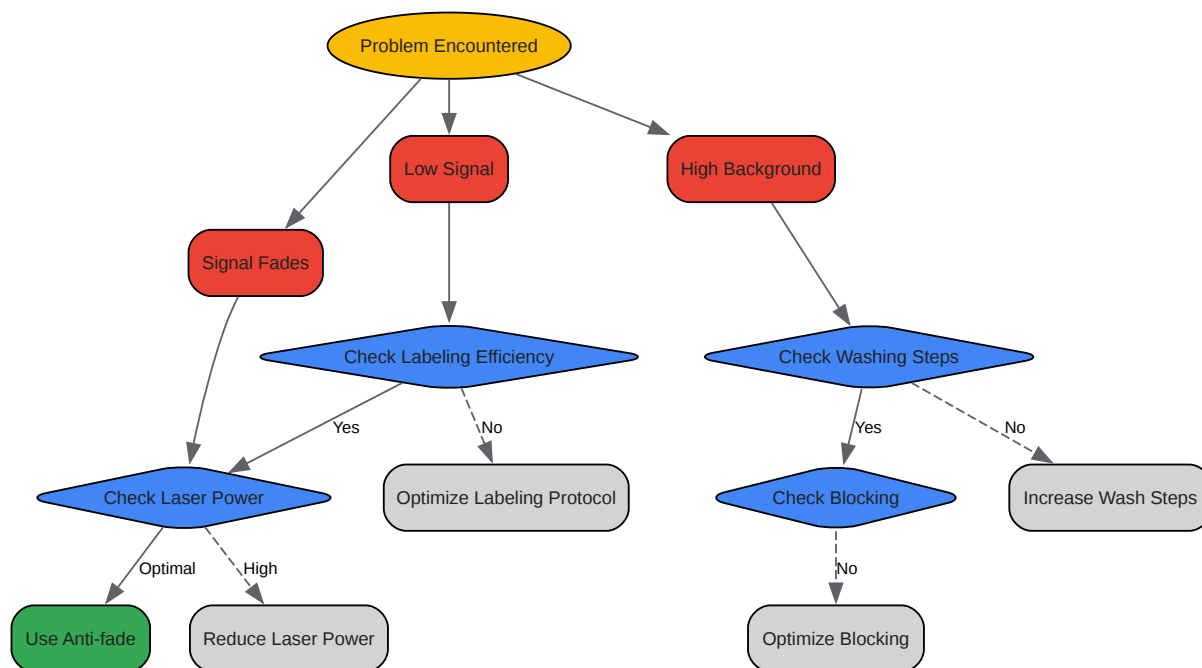 Problem Encountered
Low Signal
High Background
Signal Fades
Check Labeling Efficiency
Check Washing Steps
Yes
No
Yes
No
Check Laser Power
Optimize Labeling Protocol
Check Blocking
Increase Wash Steps
Optimal
High
No
Use Anti-fade
Reduce Laser Power
Optimize Blocking